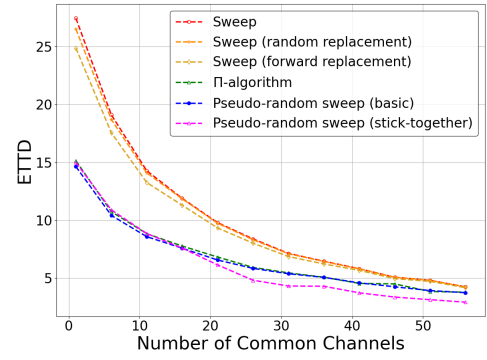 Sweep
Sweep (random replacement)
Sweep (forward replacement)
Π-algorithm
Pseudo-random sweep (basic)
Pseudo-random sweep (stick-together)
ETTD
25
20
15
10
5
0 10 20 30 40 50
Number of Common Channels